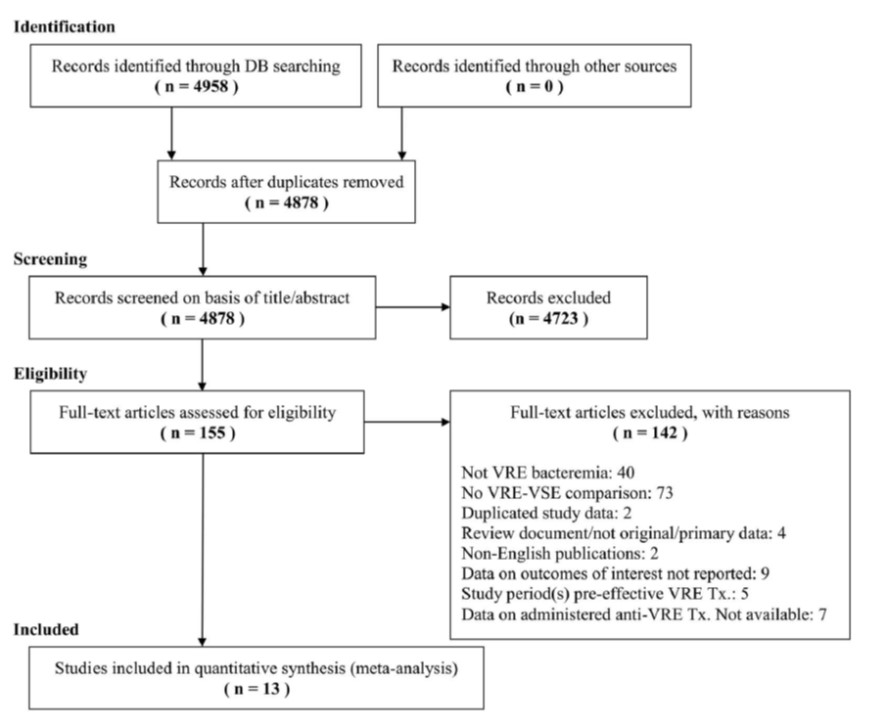 Identification
Records identified through DB searching
( n = 4958 )
Records identified through other sources
( n = 0 )
Records after duplicates removed
( n = 4878 )
Screening
Records screened on basis of title/abstract
( n = 4878 )
Records excluded
(n = 4723 )
Eligibility
Full-text articles assessed for eligibility
( n = 155 )
Full-text articles excluded, with reasons
( n = 142 )
Not VRE bacteremia: 40
No VRE-VSE comparison: 73
Duplicated study data: 2
Review document/not original/primary data: 4
Non-English publications: 2
Data on outcomes of interest not reported: 9
Study period(s) pre-effective VRE Tx.: 5
Data on administered anti-VRE Tx. Not available: 7
Included
Studies included in quantitative synthesis (meta-analysis)
( n = 13 )